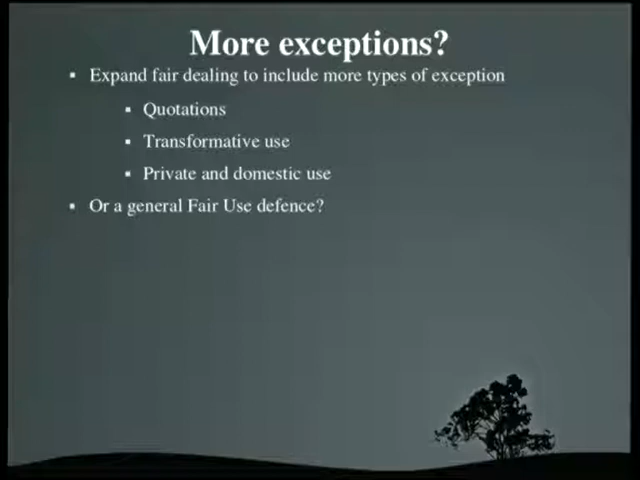 More exceptions?
Expand fair dealing to include more types of exception
Quotations
Transformative use
Private and domestic use
Or a general Fair Use defence?